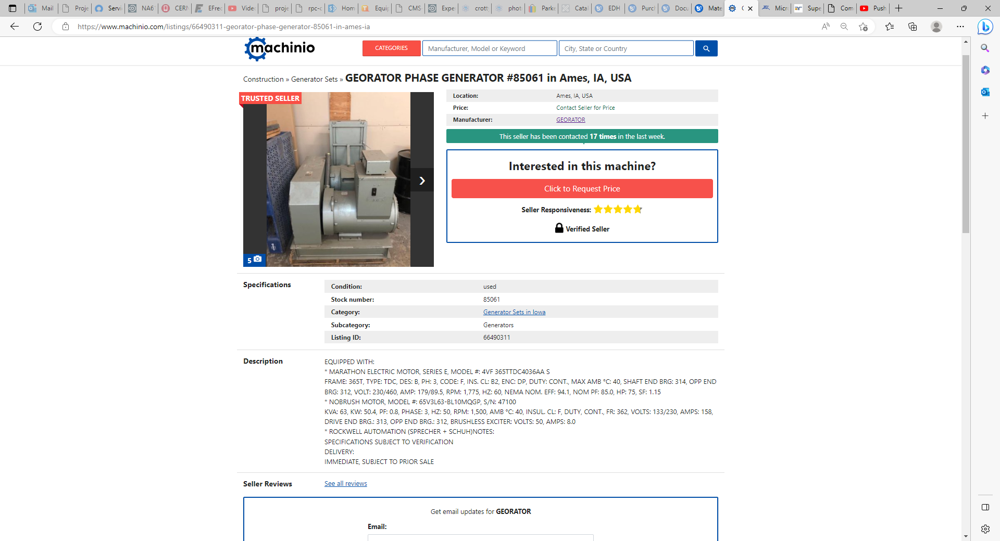 Mail
Proje
Servi
NA6
CERN
EFrec
Vide
proje
rpc-c
Hom
Equip
CMS-
Expe
crott
phot
Parke
Catal
EDH
Purch
Docu
Mate
Micr
Supe
Com
Push
https://www.machinio.com/listings/66490311-georator-phase-generator-85061-in-ames-ia
machinio
CATEGORIES
Manufacturer, Model or Keyword
City, State or Country
Construction » Generator Sets » GEORATOR PHASE GENERATOR #85061 in Ames, IA, USA
TRUSTED SELLER
5
Location: Ames, IA, USA
Price: Contact Seller for Price
Manufacturer: GEORATOR
This seller has been contacted 17 times in the last week.
Interested in this machine?
Click to Request Price
Seller Responsiveness:
Verified Seller
Specifications
Condition: used
Stock number: 85061
Category: Generator Sets in Iowa
Subcategory: Generators
Listing ID: 66490311
Description
EQUIPPED WITH:
* MARATHON ELECTRIC MOTOR, SERIES E, MODEL #: 4VF 365TTDC4036AA S
FRAME: 365T, TYPE: TDC, DES: B, PH: 3, CODE: F, INS. CL: B2, ENC: DP, DUTY: CONT., MAX AMB °C: 40, SHAFT END BRG: 314, OPP END
BRG: 312, VOLT: 230/460, AMP: 179/89.5, RPM: 1,775, HZ: 60, NEMA NOM. EFF: 94.1, NOM PF: 85.0, HP: 75, SF: 1.15
* NOBRUSH MOTOR, MODEL #: 65V3L63-BL10MQGP, S/N: 47100
KVA: 63, KW: 50.4, PF: 0.8, PHASE: 3, HZ: 50, RPM: 1,500, AMB °C: 40, INSUL. CL: F, DUTY, CONT., FR: 362, VOLTS: 133/230, AMPS: 158,
DRIVE END BRG.: 313, OPP END BRG.: 312, BRUSHLESS EXCITER: VOLTS: 50, AMPS: 8.0
* ROCKWELL AUTOMATION (SPRECHER + SCHUH)NOTES:
SPECIFICATIONS SUBJECT TO VERIFICATION
DELIVERY:
IMMEDIATE, SUBJECT TO PRIOR SALE
Seller Reviews
See all reviews
Get email updates for GEORATOR
Email: